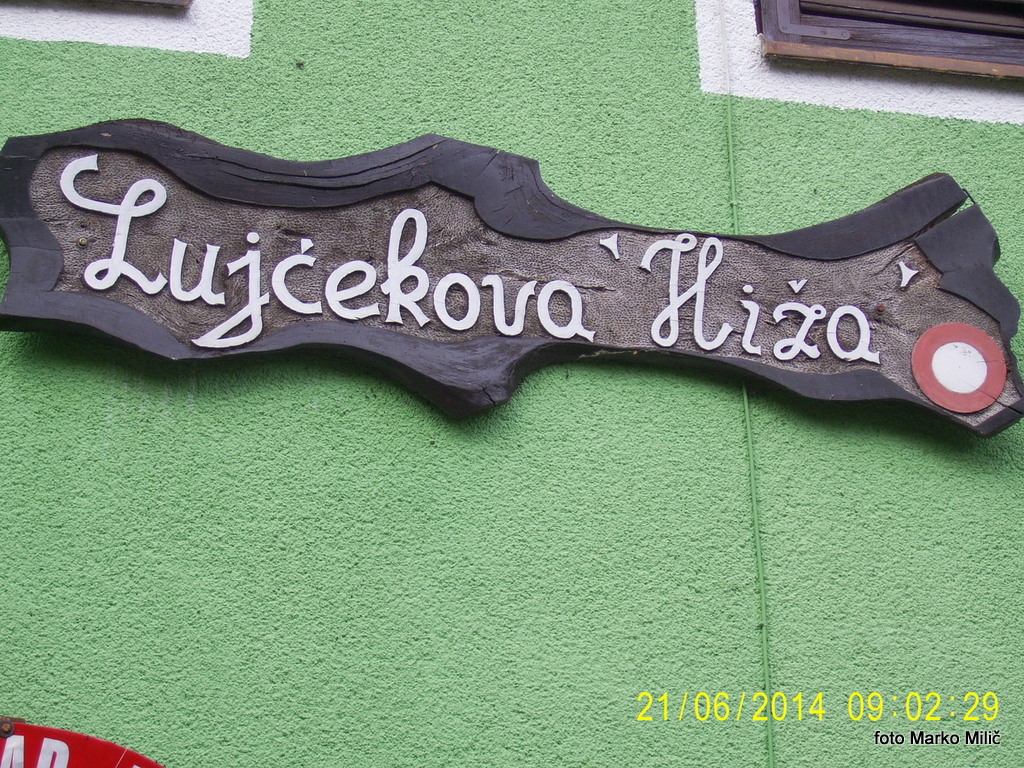 Lujčekova 'Hiža'
21/06/2014 09:02:29
foto Marko Milič